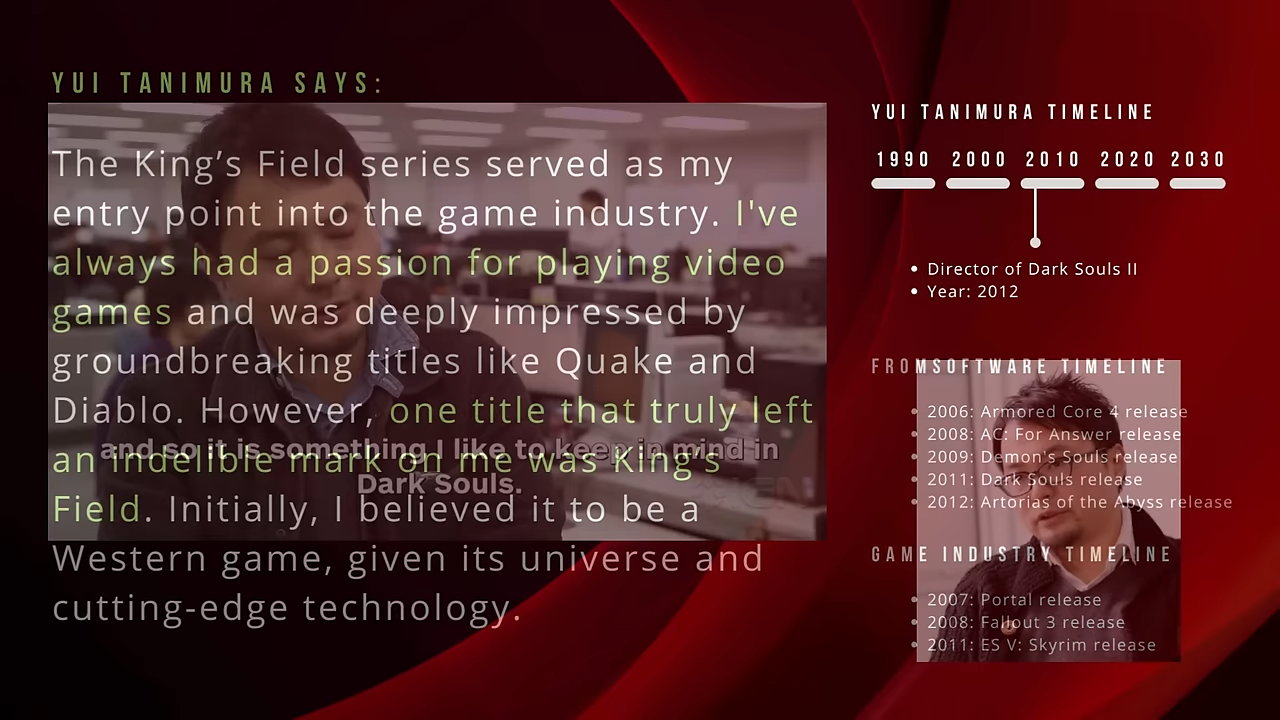 YUI TANIMURA SAYS:
The King's Field series served as my
entry point into the game industry. I've
always had a passion for playing video
games and was deeply impressed by
groundbreaking titles like Quake and
Diablo. However, one title that truly left
an indelible mark on me was King's
Field. Initially, I believed it to be a
Western game, given its universe and
cutting-edge technology.
and so it is something I like to keep in mind in
Dark Souls.
YUI TANIMURA TIMELINE
1990 2000 2010 2020 2030
• Director of Dark Souls II
• Year: 2012
FROMSOFTWARE TIMELINE
• 2006: Armored Core 4 release
• 2008: AC: For Answer release
• 2009: Demon's Souls release
• 2011: Dark Souls release
• 2012: Artorias of the Abyss release
GAME INDUSTRY TIMELINE
• 2007: Portal release
• 2008: Fallout 3 release
• 2011: ES V: Skyrim release